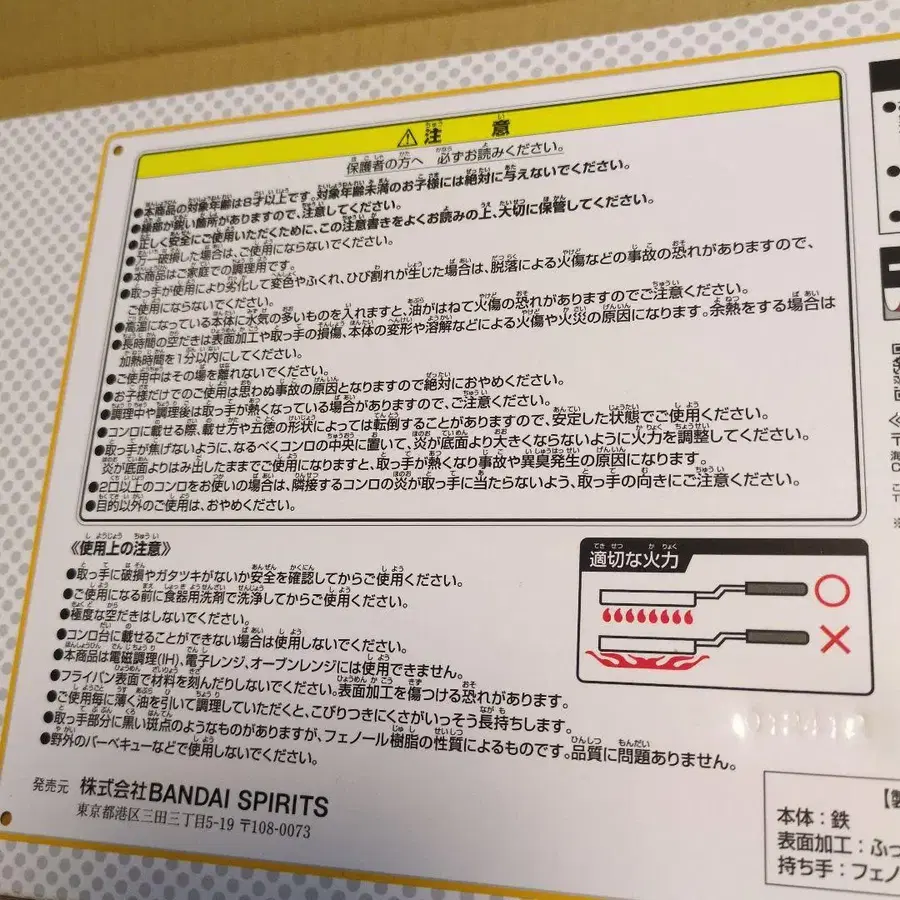 注意
保護者の方へ 必ずお読みください。
●本商品の対象年齢は8才以上です。対象年齢未満のお子様には絶対に与えないでください。
●縁部が鋭い箇所がありますので、注意してください。
●正しく安全にご使用いただくために、この注意書きをよくお読みの上、大切に保管してください。
●万一破損した場合は、ご使用にならないでください。
●本商品はご家庭での調理用です。
●取っ手が使用により劣化して変色やふくれ、ひび割れが生じた場合は、脱落による火傷などの事故の恐れがありますので、
ご使用にならないでください。
●高温になっている本体に水気の多いものを入れますと、油がはねて火傷の恐れがありますのでご注意ください。
●長時間の空だきは表面加工や取っ手の損傷、本体の変形や溶解などによる火傷や火災の原因になります。余熱をする場合は
加熱時間を1分以内にしてください。
●ご使用中はその場を離れないでください。
●お子様だけでのご使用は思わぬ事故の原因となりますので絶対におやめください。
●調理中や調理後は取っ手が熱くなっている場合がありますので、ご注意ください。
●コンロに載せる際、載せ方や五徳の形状によっては転倒することがありますので、安定した状態でご使用ください。
●取っ手が焦げないように、なるべくコンロの中央に置いて、炎が底面より大きくならないように火力を調整してください。
炎が底面よりはみ出したままでご使用になりますと、取っ手が熱くなり事故や異臭発生の原因になります。
●2口以上のコンロをお使いの場合は、隣接するコンロの炎が取っ手に当たらないよう、取っ手の向きにご注意ください。
●目的以外のご使用は、おやめください。
《使用上の注意》
●取っ手に破損やガタツキがないか安全を確認してからご使用ください。
●ご使用になる前に食器用洗剤で洗浄してからご使用ください。
●極度な空だきはしないでください。
●コンロ台に載せることができない場合は使用しないでください。
●本商品は電磁調理(IH)、電子レンジ、オーブンレンジには使用できません。
●フライパン表面で材料を刻んだりしないでください。表面加工を傷つける恐れがあります。
●ご使用毎に薄く油を引いて調理していただくと、こびりつきにくさがいっそう長持ちします。
●取っ手部分に黒い斑点のようなものがありますが、フェノール樹脂の性質によるものです。品質に問題ありません。
●野外のバーベキューなどで使用しないでください。
適切な火力
発売元 株式会社BANDAI SPIRITS
東京都港区三田三丁目5-19 〒108-0073
本体：鉄
表面加工：ふっ
持ち手：フェノ